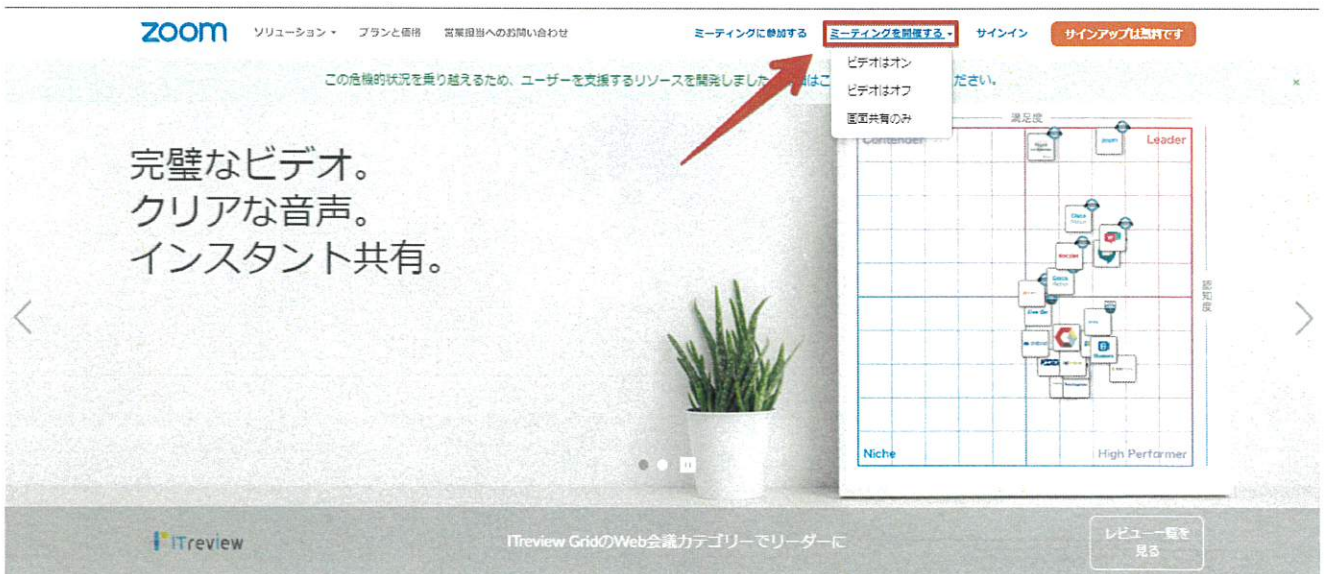 zoom
ソリューション
プランと価格
営業担当へのお問い合わせ
ミーティングに参加する
ミーティングを開催する
サインイン
サインアップは無料です
ビデオはオン
ビデオはオフ
画面共有のみ
この危機的状況を乗り越えるため、ユーザーを支援するリソースを開発しました
ださい。
完璧なビデオ。
クリアな音声。
インスタント共有。
満足度
Contender
Leader
zoom
認知度
Niche
High Performer
ITreview
ITreview GridのWeb会議カテゴリーでリーダーに
レビュー一覧を
見る